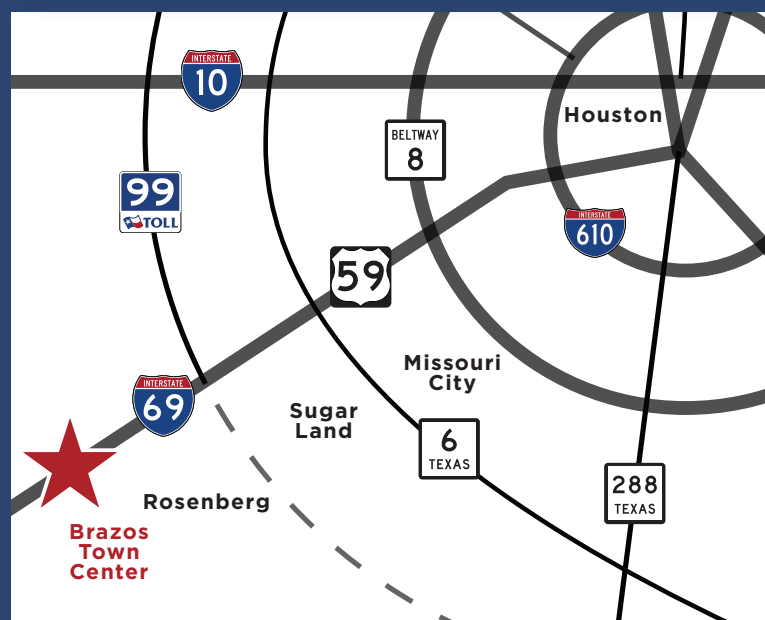 INTERSTATE
10
Houston
BELTWAY
8
99
TOLL
INTERSTATE
610
59
Missouri
City
INTERSTATE
69
Sugar
Land
6
TEXAS
288
TEXAS
Rosenberg
Brazos
Town
Center